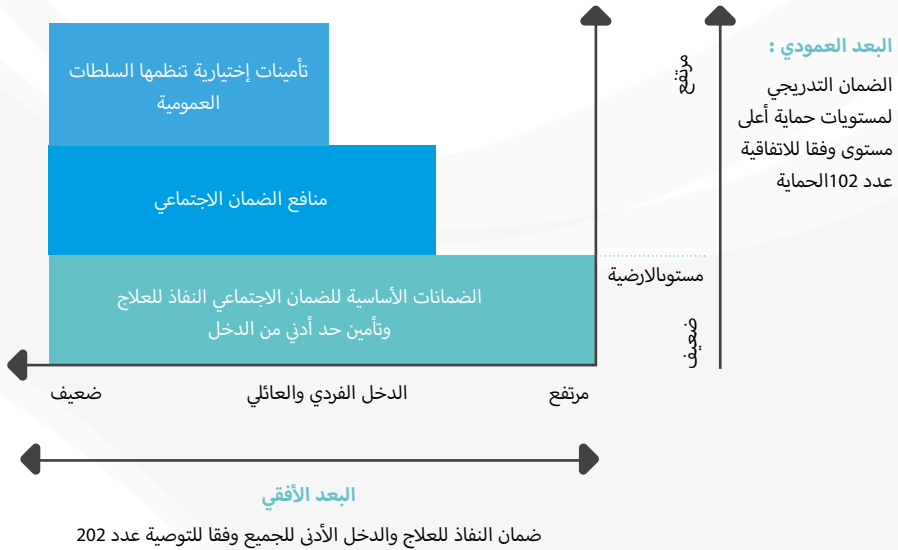 البعد العمودي :
الضمان التدريجي
لمستويات حماية أعلى
مستوى وفقا للاتفاقية
عدد 102الحماية
مرتفع
مستوىالارضية
ضعيف
تأمينات إختيارية تنظمها السلطات
العمومية
منافع الضمان الاجتماعي
الضمانات الأساسية للضمان الاجتماعي النفاذ للعلاج
وتأمين حد أدنى من الدخل
مرتفع
الدخل الفردي والعائلي
ضعيف
البعد الأفقي
ضمان النفاذ للعلاج والدخل الأدنى للجميع وفقا للتوصية عدد 202